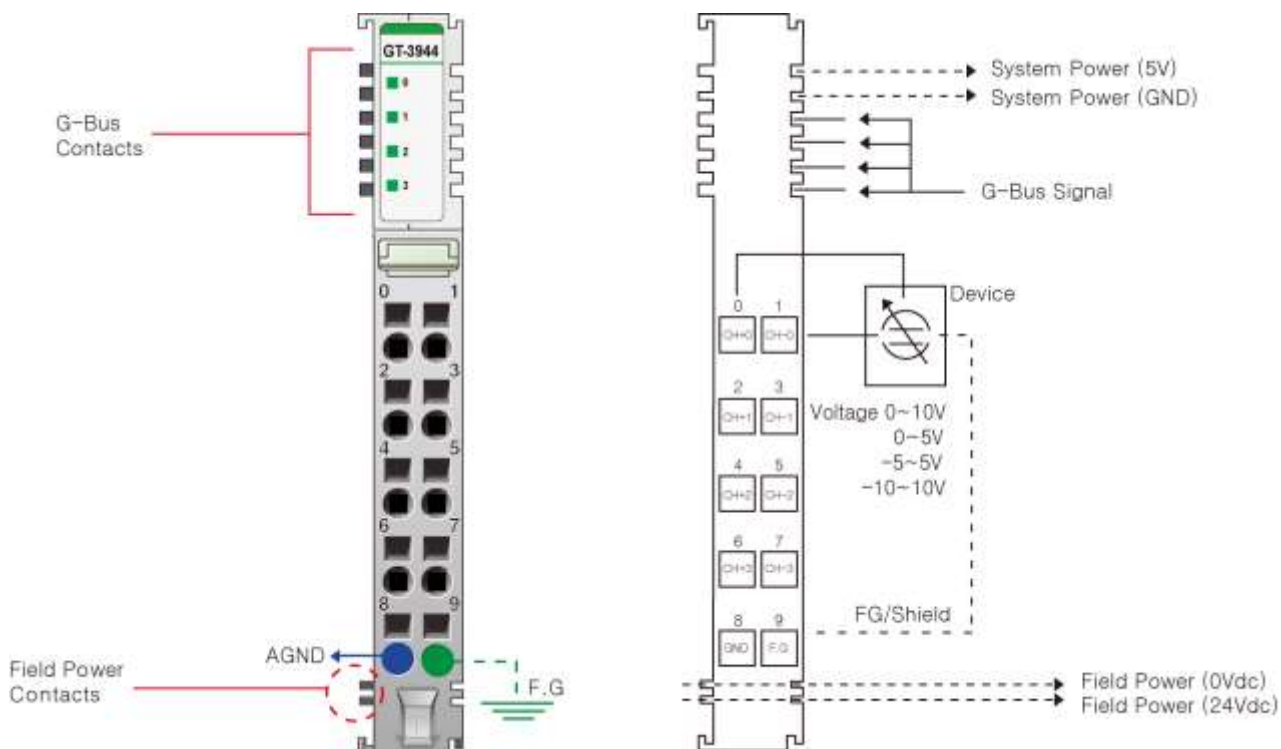 GT-3944
0
1
2
3
G-Bus
Contacts
0 1
2 3
4 5
6 7
8 9
AGND
F.G
Field Power
Contacts
System Power (5V)
System Power (GND)
G-Bus Signal
Device
0 1
CH+0 CH-0
2 3
CH+1 CH-1
Voltage 0~10V
0~5V
-5~5V
-10~10V
4 5
CH+2 CH-2
6 7
CH+3 CH-3
FG/Shield
8 9
GND F.G
Field Power (0Vdc)
Field Power (24Vdc)